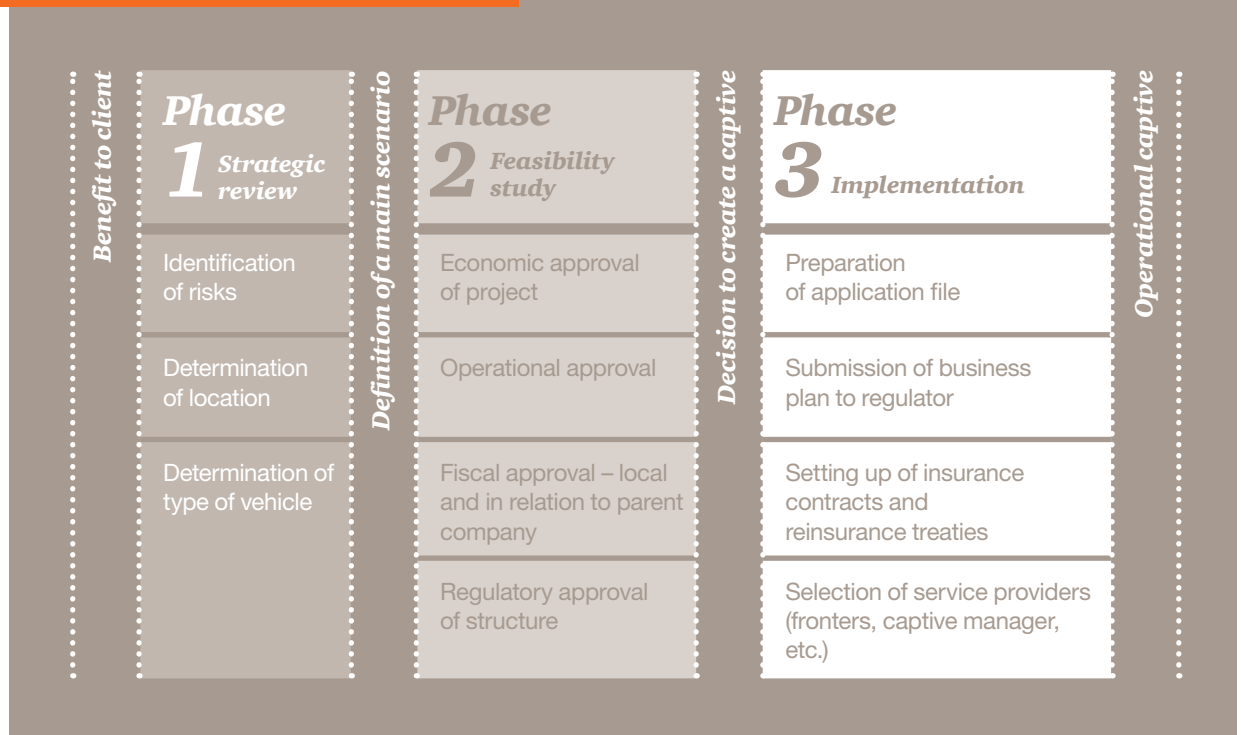 Benefit to client
Phase
1 Strategic
review
Identification
of risks
Determination
of location
Determination of
type of vehicle
Definition of a main scenario
Phase
2 Feasibility
study
Economic approval
of project
Operational approval
Fiscal approval – local
and in relation to parent
company
Regulatory approval
of structure
Decision to create a captive
Phase
3 Implementation
Preparation
of application file
Submission of business
plan to regulator
Setting up of insurance
contracts and
reinsurance treaties
Selection of service providers
(fronters, captive manager,
etc.)
Operational captive